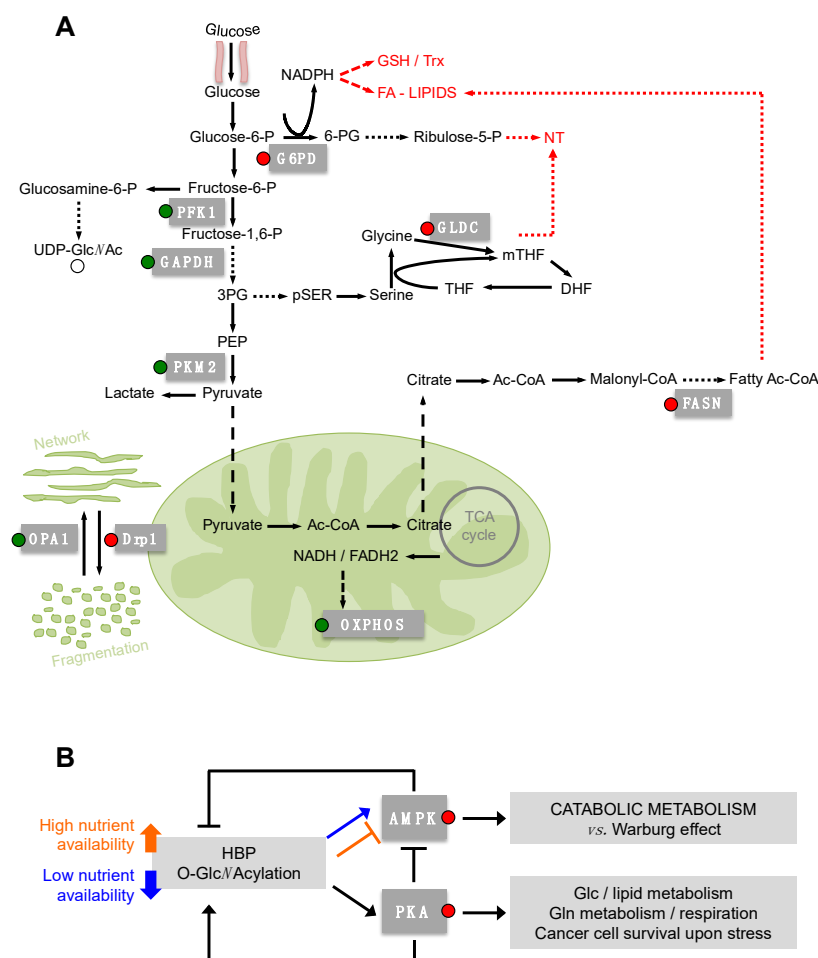 A
Glucose
NADPH
GSH / Trx
Glucose
FA - LIPIDS
Glucose-6-P
6-PG
Ribulose-5-P
NT
G6PD
Glucosamine-6-P
Fructose-6-P
PFK1
GLDC
Fructose-1,6-P
Glycine
UDP-GlcNAc
mTHF
GAPDH
3PG
pSER
Serine
THF
DHF
PEP
PKM2
Citrate
Ac-CoA
Malonyl-CoA
Fatty Ac-CoA
Lactate
Pyruvate
FASN
Network
TCA
cycle
Pyruvate
Ac-CoA
Citrate
OPA1
Drp1
NADH / FADH2
OXPHOS
Fragmentation
B
High nutrient
availability
AMPK
CATABOLIC METABOLISM
vs. Warburg effect
HBP
O-GlcNAcylation
Low nutrient
availability
PKA
Glc / lipid metabolism
Gln metabolism / respiration
Cancer cell survival upon stress